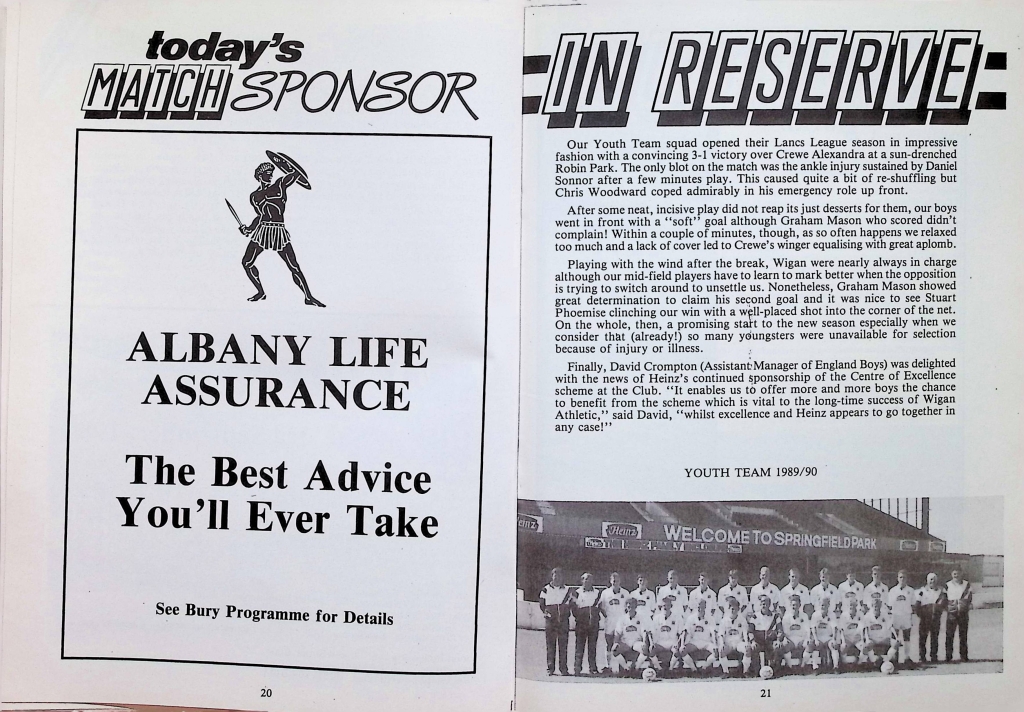 today's
MATCH SPONSOR
ALBANY LIFE
ASSURANCE
The Best Advice
You'll Ever Take
See Bury Programme for Details
20
IN RESERVE
Our Youth Team squad opened their Lancs League season in impressive
fashion with a convincing 3-1 victory over Crewe Alexandra at a sun-drenched
Robin Park. The only blot on the match was the ankle injury sustained by Daniel
Sonnor after a few minutes play. This caused quite a bit of re-shuffling but
Chris Woodward coped admirably in his emergency role up front.
After some neat, incisive play did not reap its just desserts for them, our boys
went in front with a "soft" goal although Graham Mason who scored didn't
complain! Within a couple of minutes, though, as so often happens we relaxed
too much and a lack of cover led to Crewe's winger equalising with great aplomb.
Playing with the wind after the break, Wigan were nearly always in charge
although our mid-field players have to learn to mark better when the opposition
is trying to switch around to unsettle us. Nonetheless, Graham Mason showed
great determination to claim his second goal and it was nice to see Stuart
Phoemise clinching our win with a well-placed shot into the corner of the net.
On the whole, then, a promising start to the new season especially when we
consider that (already!) so many youngsters were unavailable for selection
because of injury or illness.
Finally, David Crompton (Assistant Manager of England Boys) was delighted
with the news of Heinz's continued sponsorship of the Centre of Excellence
scheme at the Club. "It enables us to offer more and more boys the chance
to benefit from the scheme which is vital to the long-time success of Wigan
Athletic," said David, "whilst excellence and Heinz appears to go together in
any case!"
YOUTH TEAM 1989/90
Heinz
WELCOME TO SPRINGFIELD PARK
21